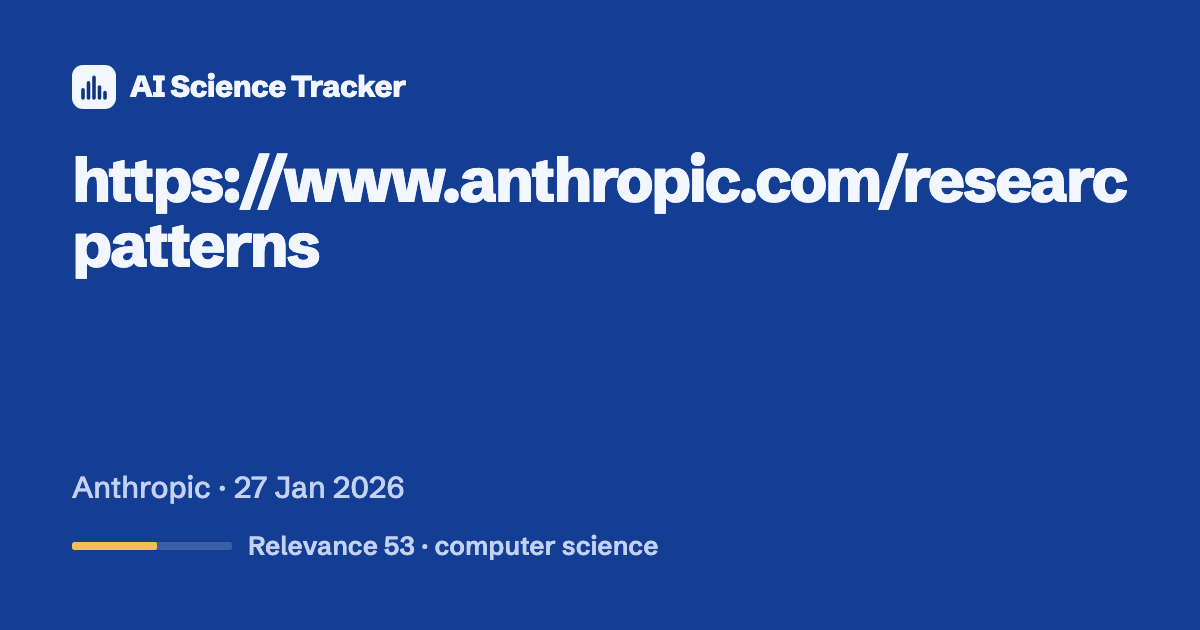 AI Science Tracker
https://www.anthropic.com/researc
patterns
Anthropic · 27 Jan 2026
Relevance 53 · computer science